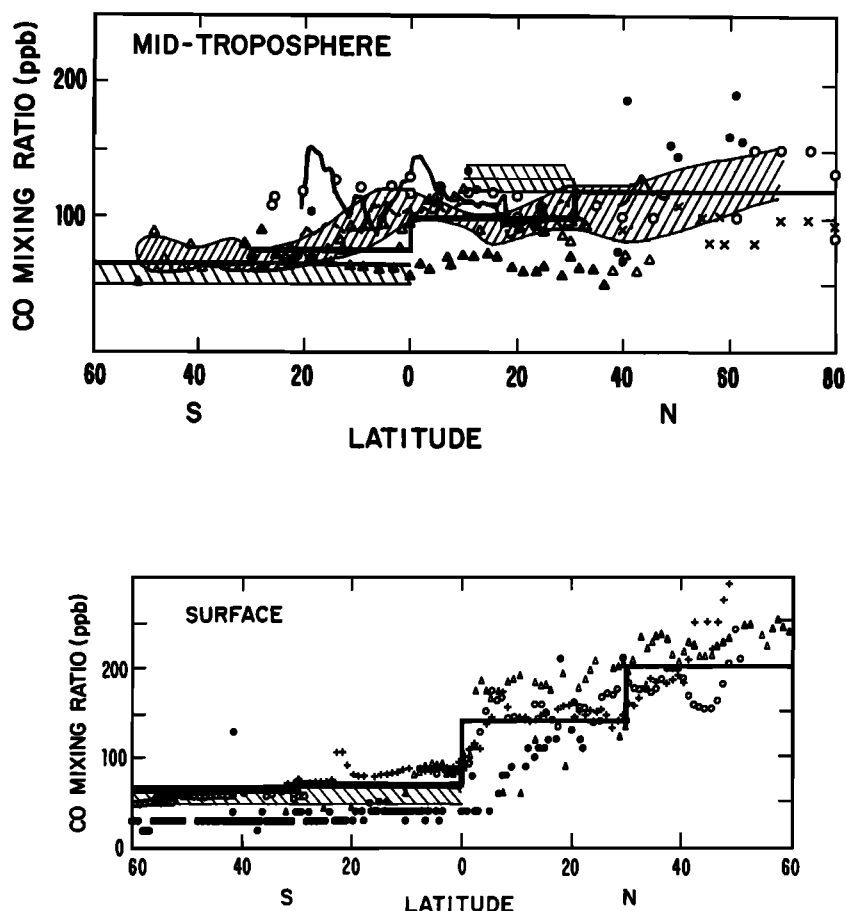 MID-TROPOSPHERE
CO MIXING RATIO (ppb)
200
100
60 40 20 0 20 40 60 80
S N
LATITUDE
SURFACE
CO MIXING RATIO (ppb)
200
100
0
60 40 20 0 20 40 60
S N
LATITUDE